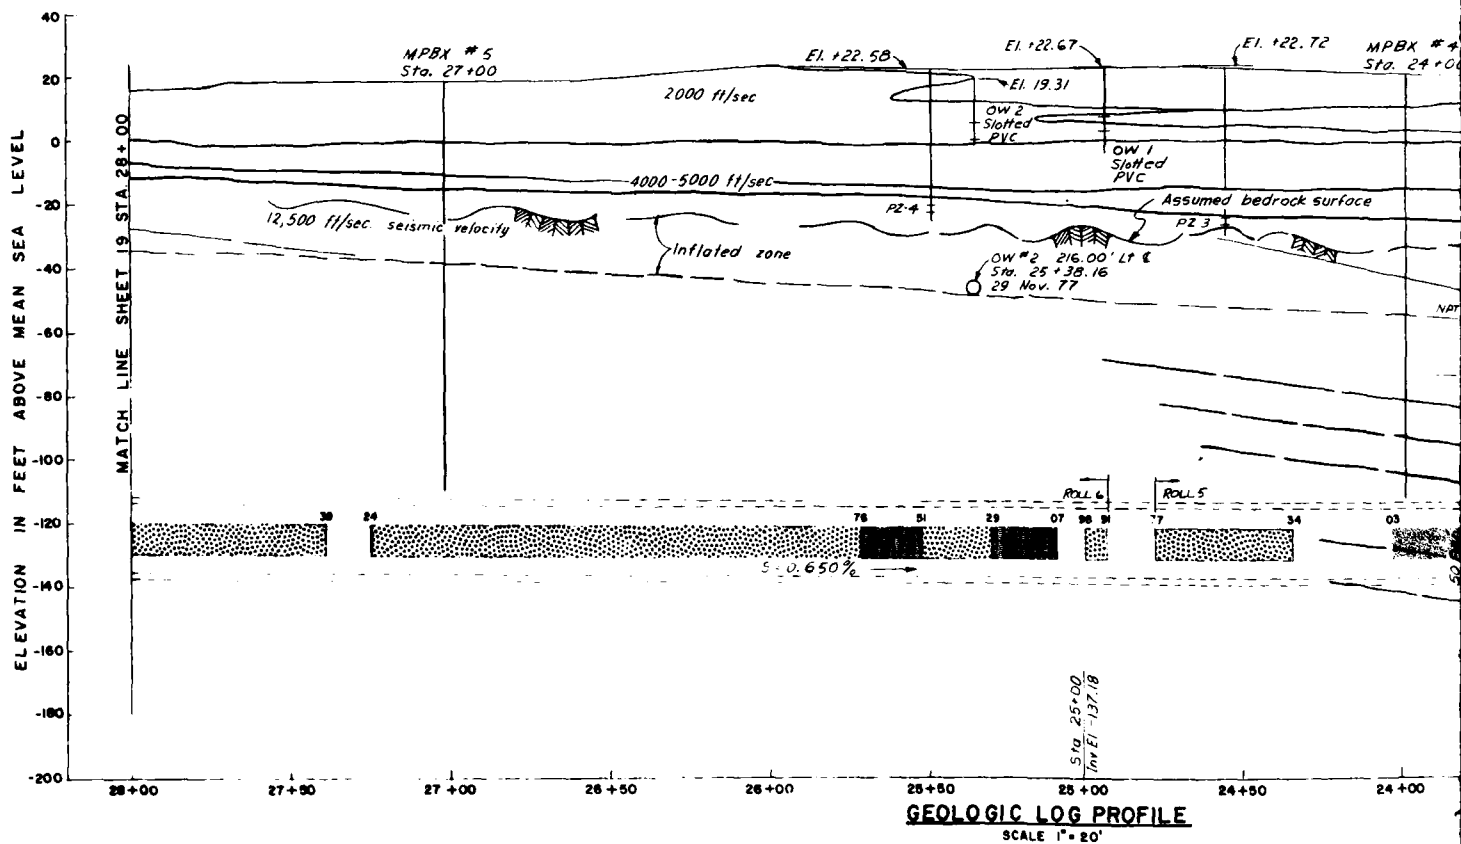 40
20
0
-20
-40
-60
-80
-100
-120
-140
-160
-180
-200
ELEVATION IN FEET ABOVE MEAN SEA LEVEL
MATCH LINE SHEET 19 STA. 28+00
MPBX #5
Sta. 27+00
El. +22.58
El. +22.67
El. +22.72
MPBX #4
Sta. 24+00
2000 ft/sec
El. 19.31
OW 2
Slotted
PVC
OW 1
Slotted
PVC
4000-5000 ft/sec
PZ-4
Assumed bedrock surface
PZ 3
12,500 ft/sec. seismic velocity
Inflated zone
OW #2 216.00' Lt ¢
Sta. 25+38.16
29 Nov. 77
NPT
ROLL 6
ROLL 5
39
24
76
51
29
07
98
91
77
34
03
50
S=0.650%
Sta 25+00
Inv El -137.18
28+00
27+50
27+00
26+50
26+00
25+50
25+00
24+50
24+00
GEOLOGIC LOG PROFILE
SCALE 1"=20'